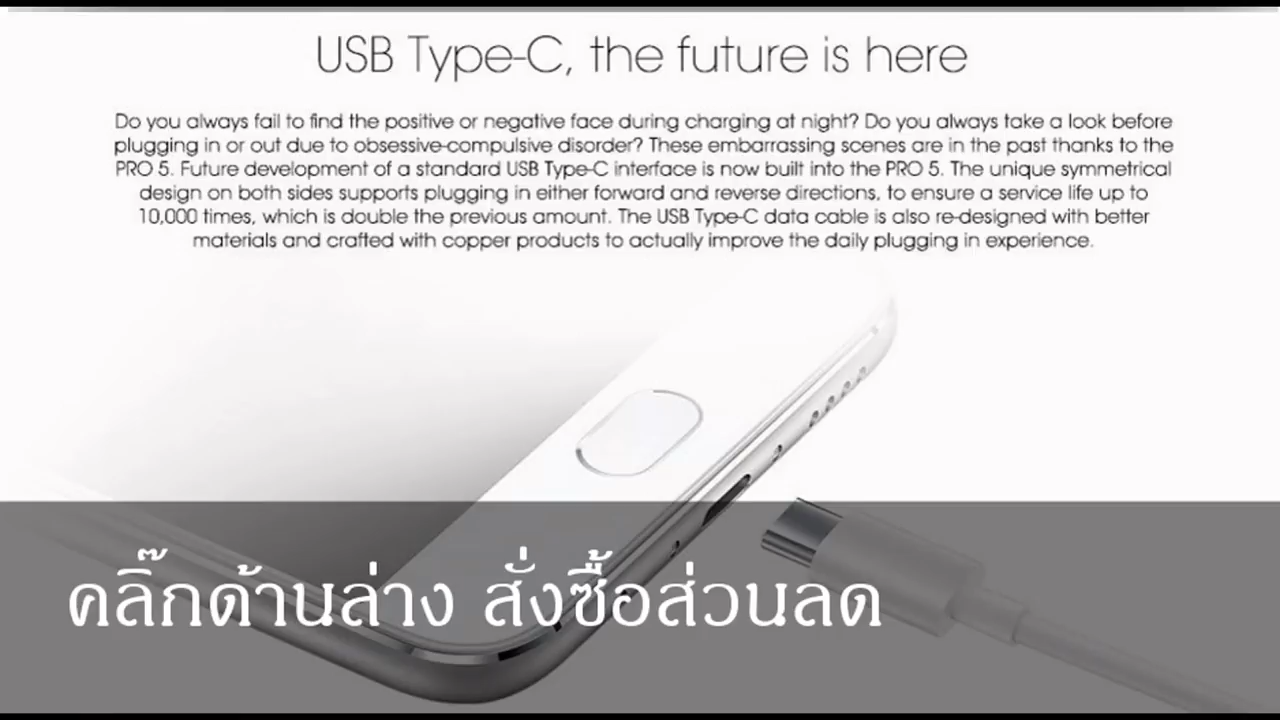 USB Type-C, the future is here
Do you always fail to find the positive or negative face during charging at night? Do you always take a look before
plugging in or out due to obsessive-compulsive disorder? These embarrassing scenes are in the past thanks to the
PRO 5. Future development of a standard USB Type-C interface is now built into the PRO 5. The unique symmetrical
design on both sides supports plugging in either forward and reverse directions, to ensure a service life up to
10,000 times, which is double the previous amount. The USB Type-C data cable is also re-designed with better
materials and crafted with copper products to actually improve the daily plugging in experience.
คลิ๊กด้านล่าง สั่งซื้อส่วนลด